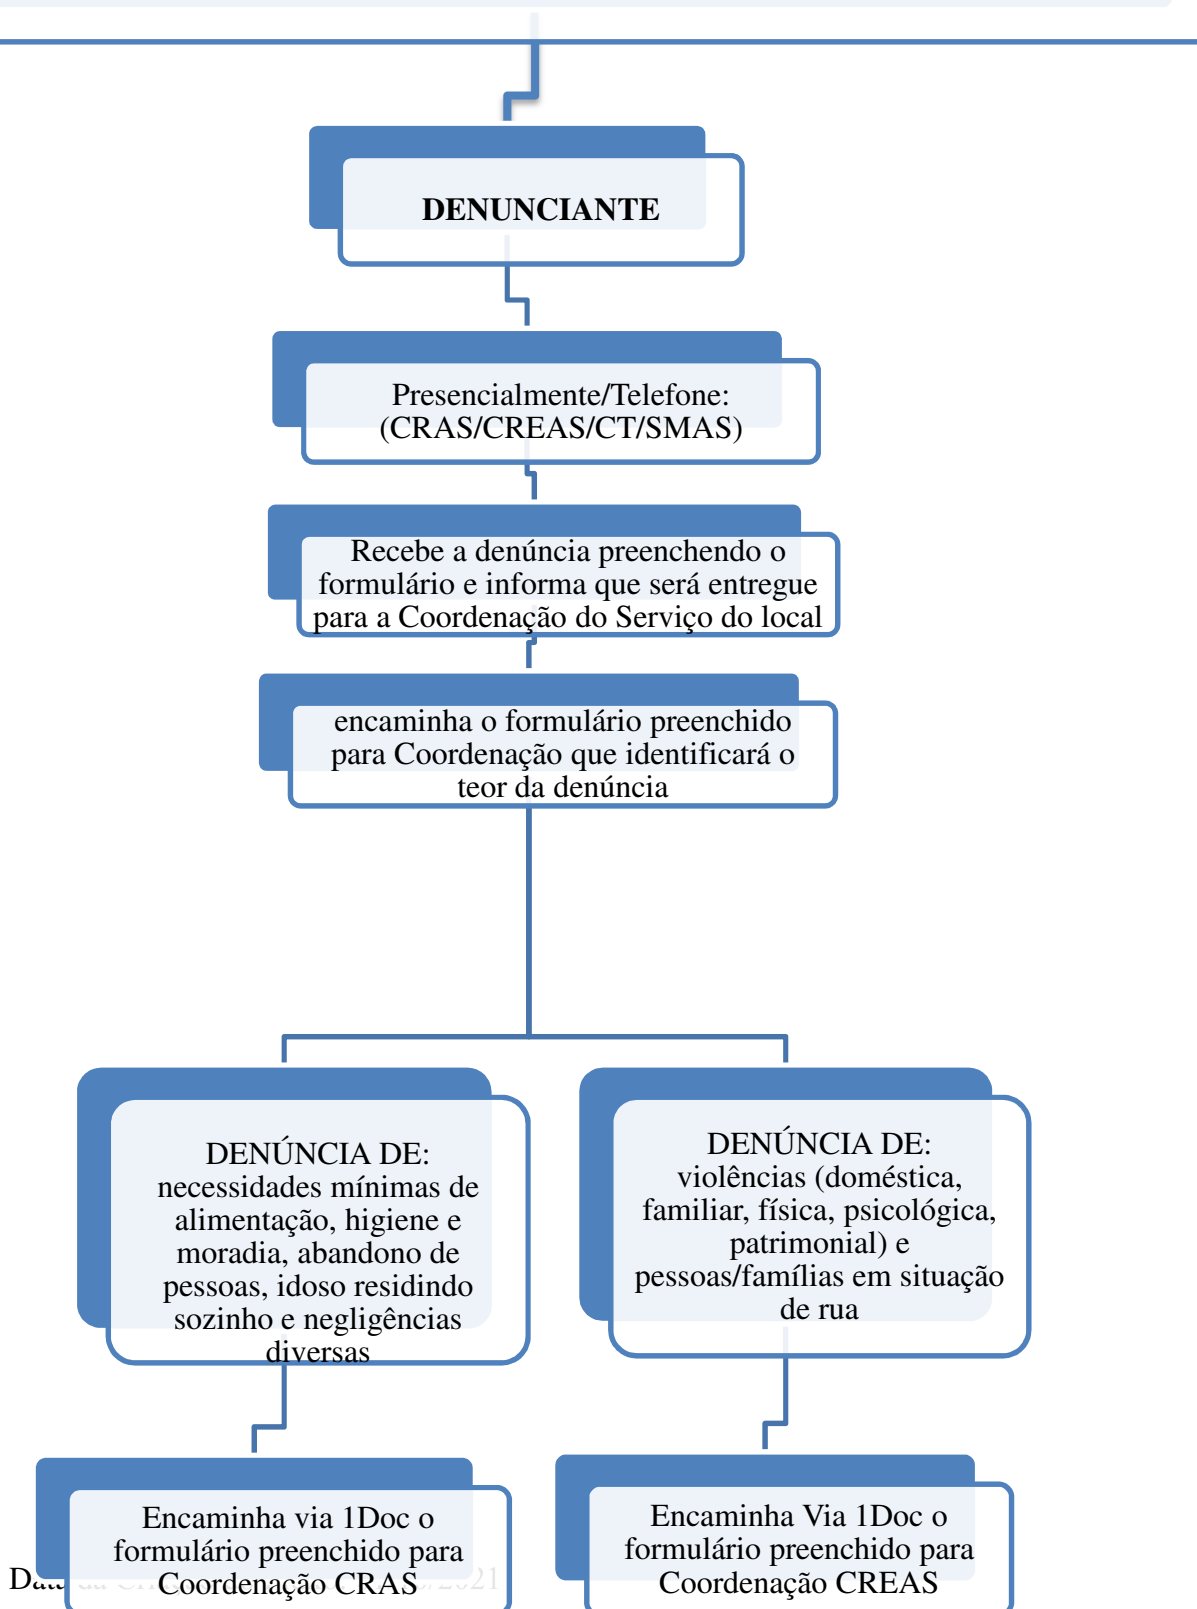 DENUNCIANTE
Presencialmente/Telefone:
(CRAS/CREAS/CT/SMAS)
Recebe a denúncia preenchendo o
formulário e informa que será entregue
para a Coordenação do Serviço do local
encaminha o formulário preenchido
para Coordenação que identificará o
teor da denúncia
DENÚNCIA DE:
necessidades mínimas de
alimentação, higiene e
moradia, abandono de
pessoas, idoso residindo
sozinho e negligências
diversas
DENÚNCIA DE:
violências (doméstica,
familiar, física, psicológica,
patrimonial) e
pessoas/famílias em situação
de rua
Encaminha via 1Doc o
formulário preenchido para
Coordenação CRAS
Encaminha Via 1Doc o
formulário preenchido para
Coordenação CREAS
Data da 2021